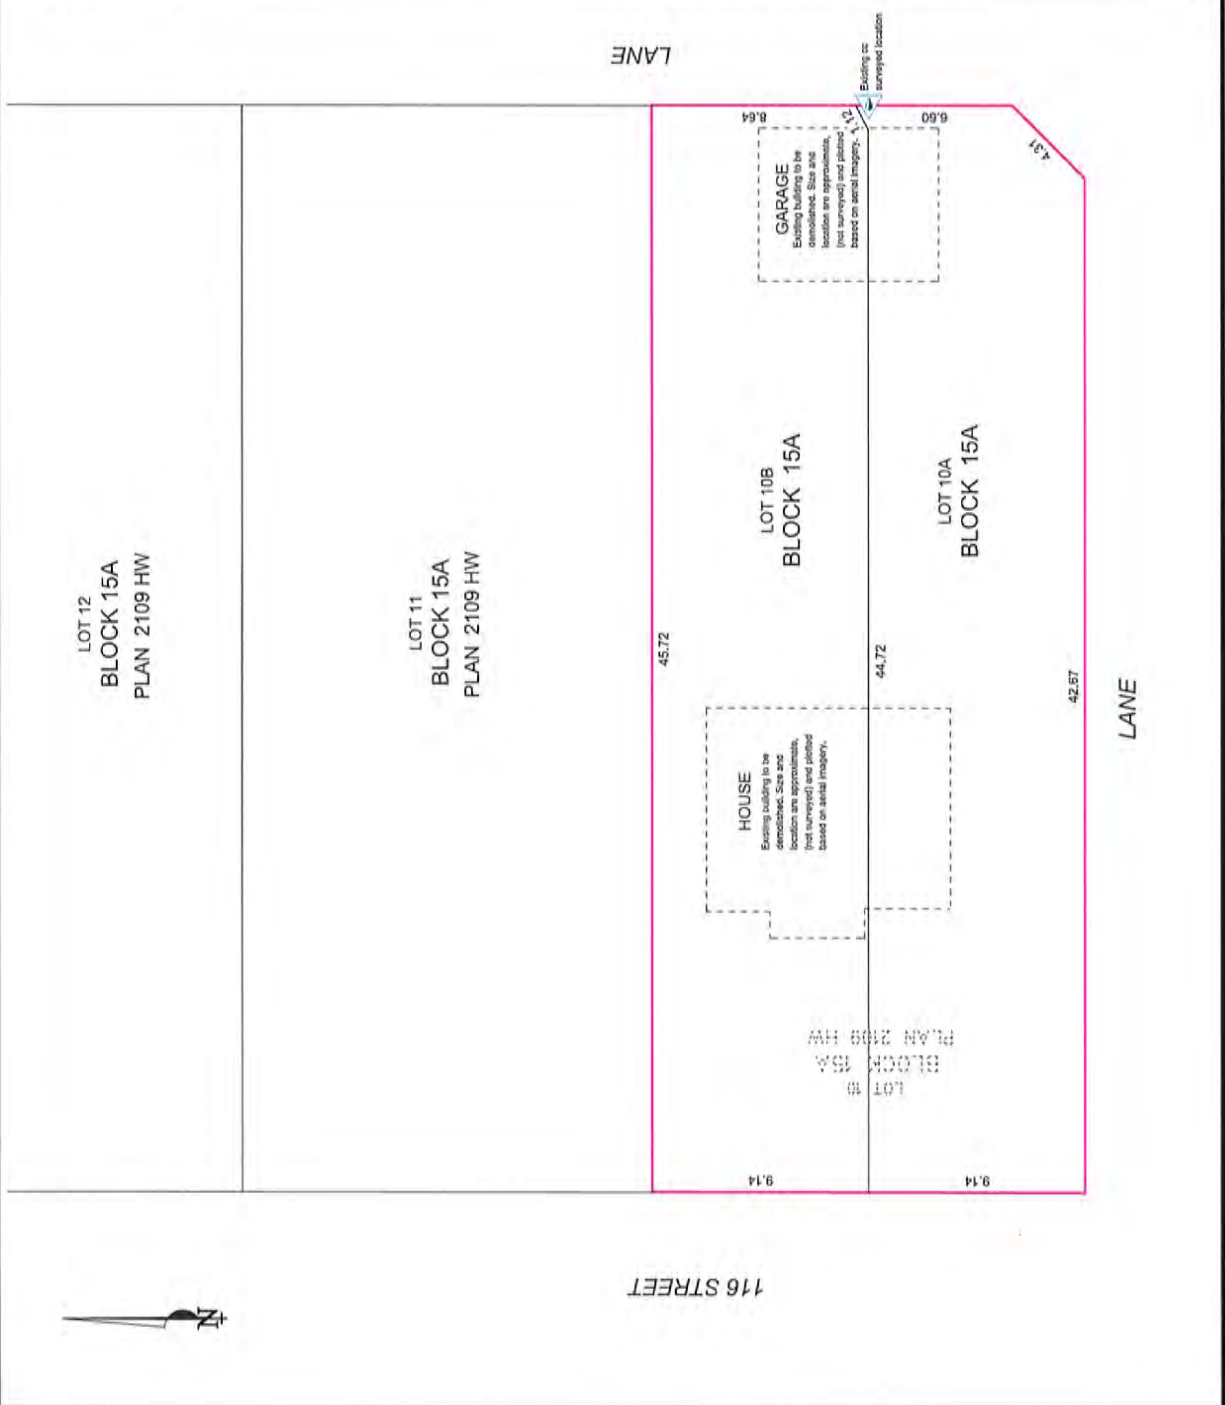 LANE
Existing cc
surveyed location
8.64
1.12
6.60
4.31
GARAGE
Existing building to be
demolished. Size and
location are approximate,
(not surveyed) and plotted
based on aerial imagery.
LOT 12
BLOCK 15A
PLAN 2109 HW
LOT 11
BLOCK 15A
PLAN 2109 HW
LOT 10B
BLOCK 15A
LOT 10A
BLOCK 15A
45.72
44.72
42.67
LANE
HOUSE
Existing building to be
demolished. Size and
location are approximate,
(not surveyed) and plotted
based on aerial imagery.
LOT 10
BLOCK 15A
PLAN 2109 HW
9.14
9.14
116 STREET
N